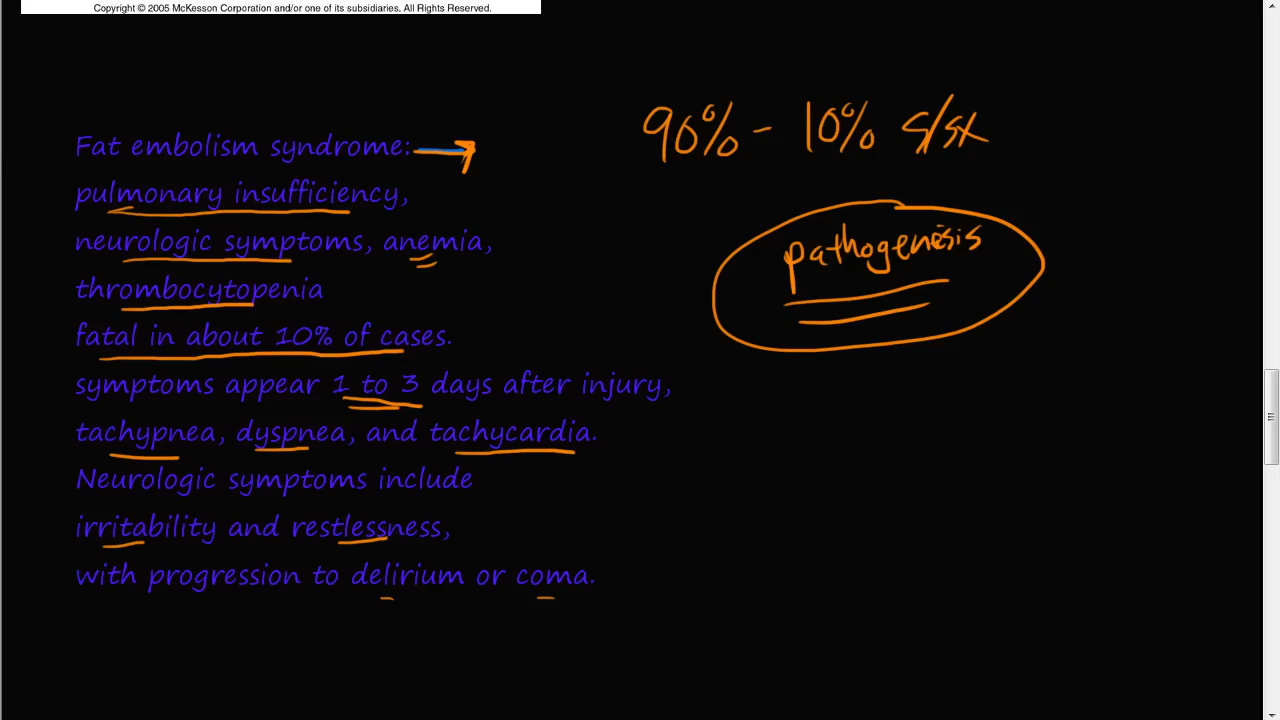 Copyright © 2005 McKesson Corporation and/or one of its subsidiaries. All Rights Reserved.
90% - 10% s/sx
Fat embolism syndrome:
pulmonary insufficiency,
neurologic symptoms, anemia,
thrombocytopenia
fatal in about 10% of cases.
symptoms appear 1 to 3 days after injury,
tachypnea, dyspnea, and tachycardia.
Neurologic symptoms include
irritability and restlessness,
with progression to delirium or coma.
pathogenesis